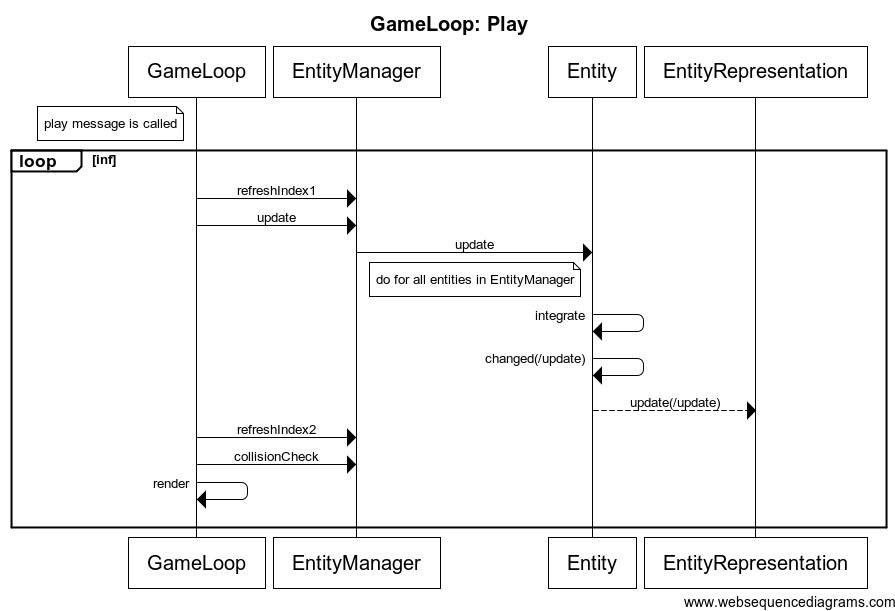 GameLoop: Play
GameLoop
EntityManager
Entity
EntityRepresentation
play message is called
loop
[inf]
refreshIndex1
update
update
do for all entities in EntityManager
integrate
changed(/update)
update(/update)
refreshIndex2
collisionCheck
render
GameLoop
EntityManager
Entity
EntityRepresentation
www.websequencediagrams.com